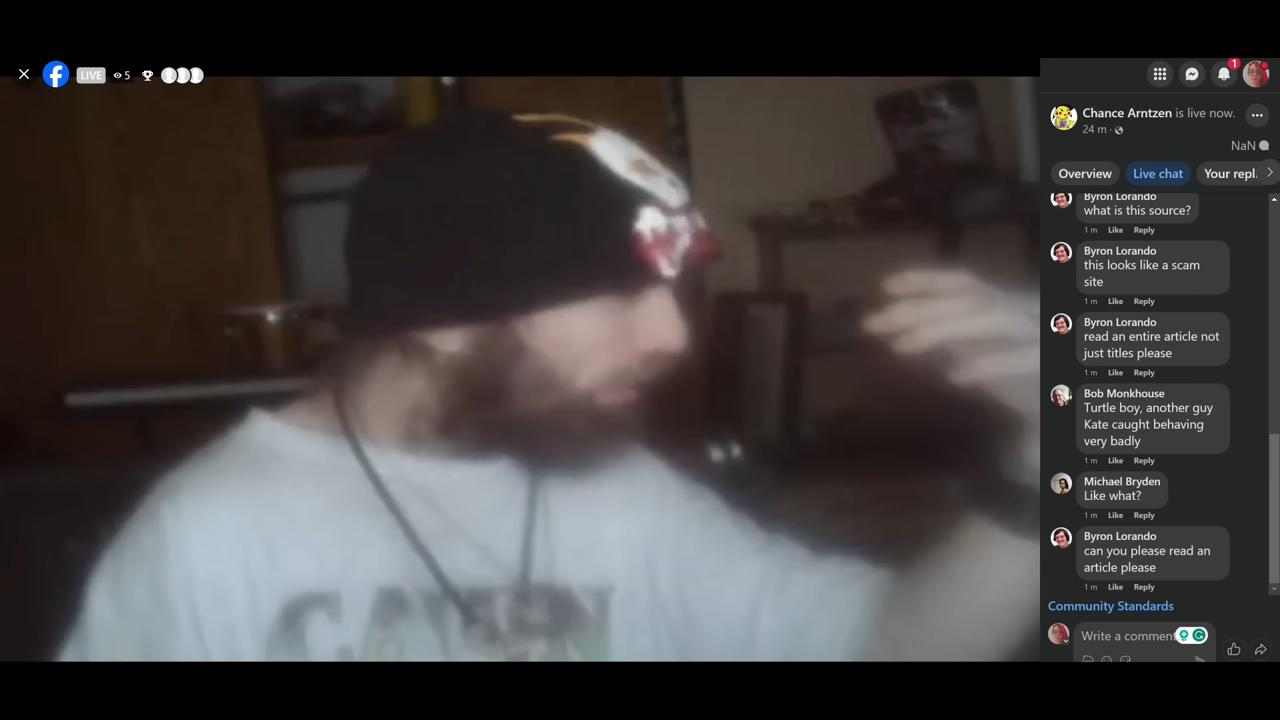 LIVE
5
1
Chance Arntzen is live now.
24 m
NaN
Overview
Live chat
Your repl.
Byron Lorando
what is this source?
1 m Like Reply
Byron Lorando
this looks like a scam
site
1 m Like Reply
Byron Lorando
read an entire article not
just titles please
1 m Like Reply
Bob Monkhouse
Turtle boy, another guy
Kate caught behaving
very badly
1 m Like Reply
Michael Bryden
Like what?
1 m Like Reply
Byron Lorando
can you please read an
article please
1 m Like Reply
Community Standards
Write a comment